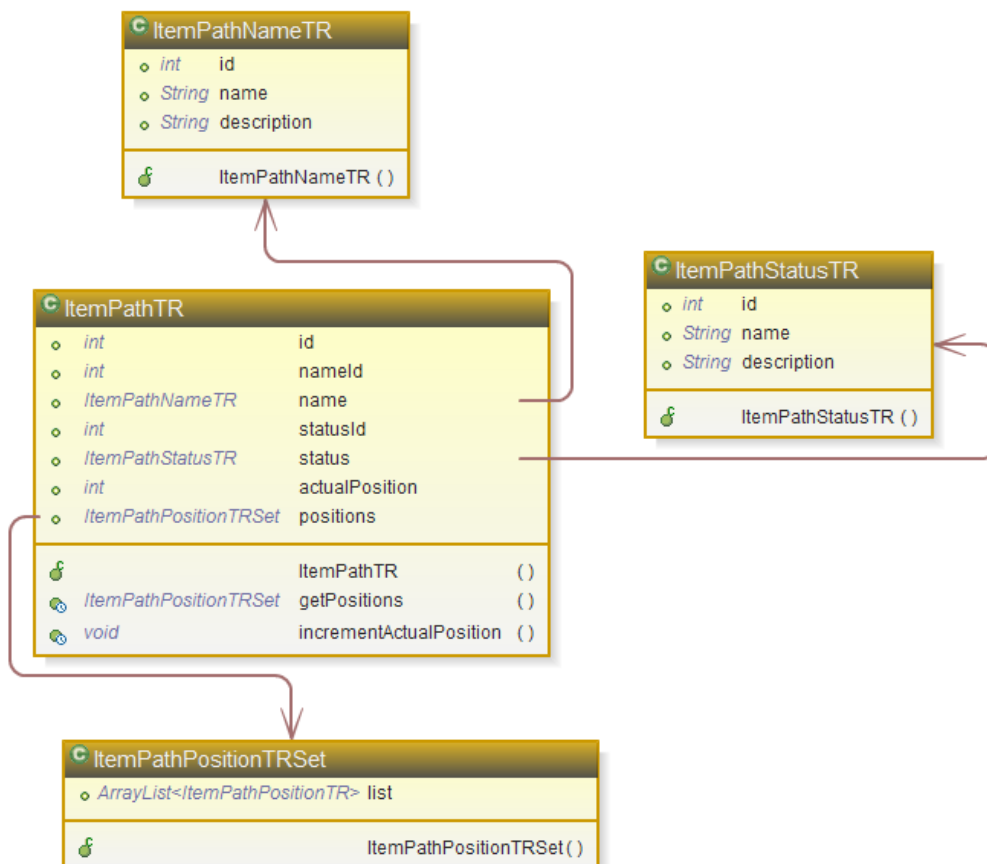 C ItemPathNameTR
int id
String name
String description
ItemPathNameTR ( )
C ItemPathStatusTR
int id
String name
String description
ItemPathStatusTR ( )
C ItemPathTR
int id
int nameId
ItemPathNameTR name
int statusId
ItemPathStatusTR status
int actualPosition
ItemPathPositionTRSet positions
ItemPathTR ( )
ItemPathPositionTRSet getPositions ( )
void incrementActualPosition ( )
C ItemPathPositionTRSet
ArrayList<ItemPathPositionTR> list
ItemPathPositionTRSet ( )